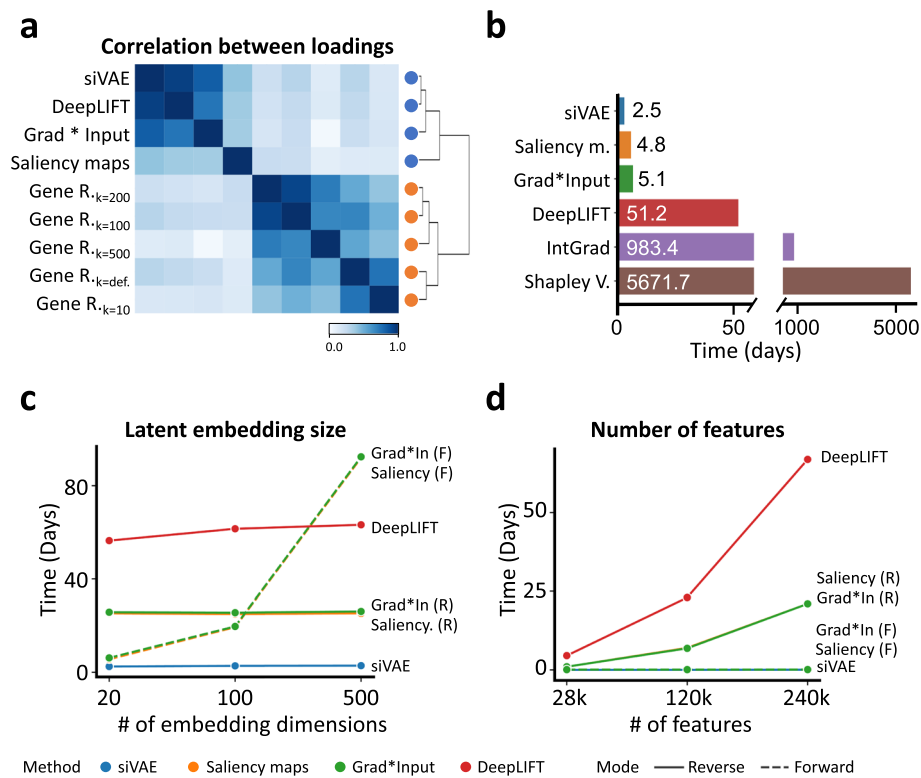 a
Correlation between loadings
siVAE
DeepLIFT
Grad * Input
Saliency maps
Gene R.k=200
Gene R.k=100
Gene R.k=500
Gene R.k=def.
Gene R.k=10
0.0 1.0
b
siVAE 2.5
Saliency m. 4.8
Grad*Input 5.1
DeepLIFT 51.2
IntGrad 983.4
Shapley V. 5671.7
0 50 1000 5000
Time (days)
c
Latent embedding size
Time (Days)
80
40
0
Grad*In (F)
Saliency (F)
DeepLIFT
Grad*In (R)
Saliency. (R)
siVAE
20 100 500
# of embedding dimensions
d
Number of features
Time (Days)
50
25
0
DeepLIFT
Saliency (R)
Grad*In (R)
Grad*In (F)
Saliency (F)
siVAE
28k 120k 240k
# of features
Method siVAE Saliency maps Grad*Input DeepLIFT Mode Reverse Forward